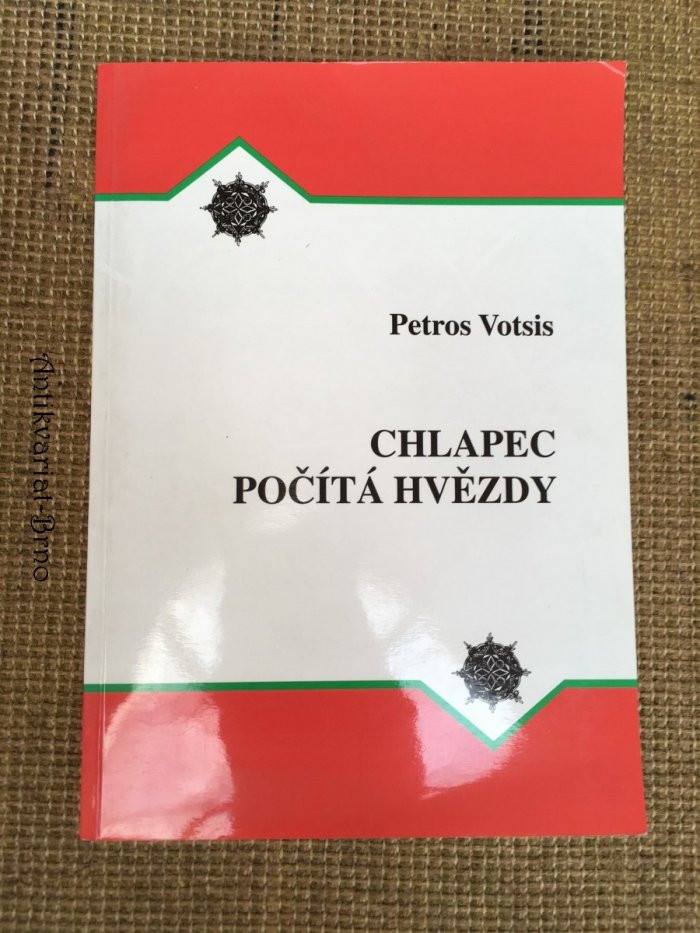 Petros Votsis
CHLAPEC
POČÍTÁ HVĚZDY
Antikvariat-Brno